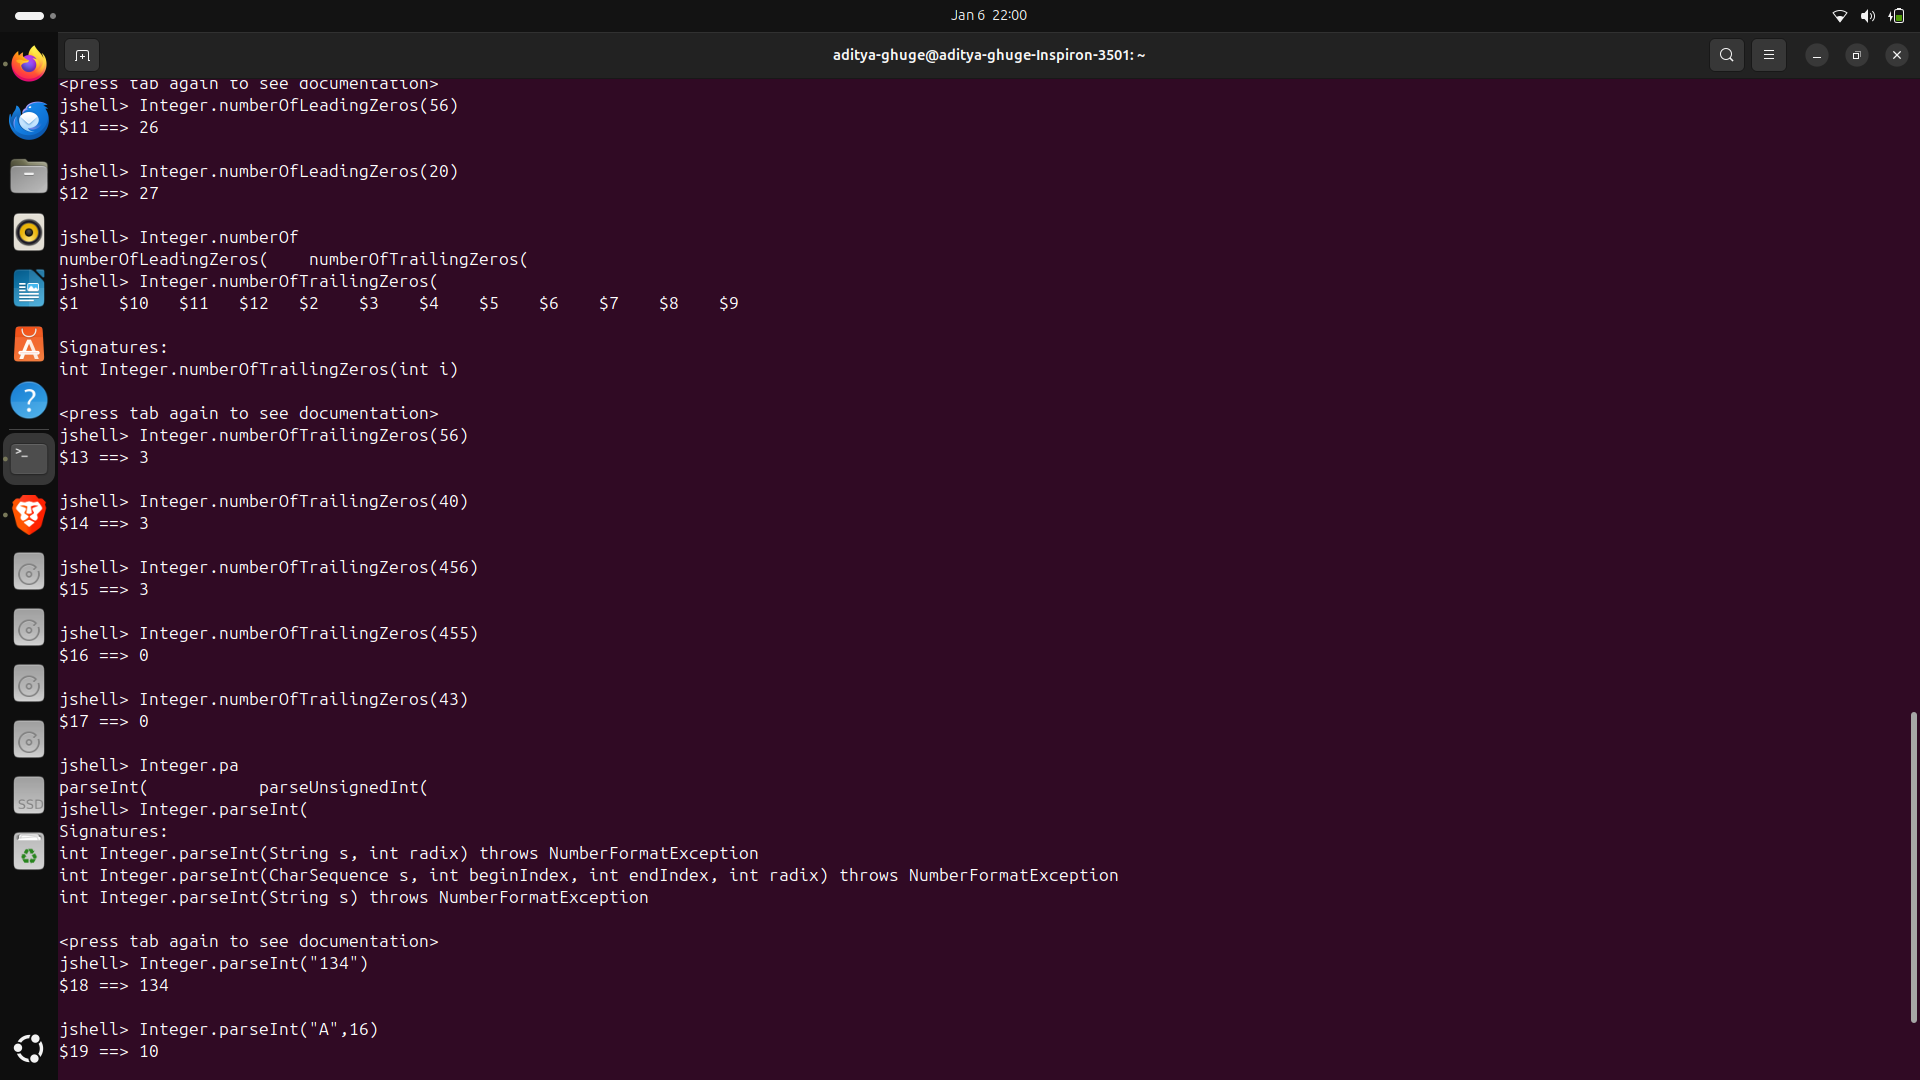 Jan 6 22:00
aditya-ghuge@aditya-ghuge-Inspiron-3501: ~
<press tab again to see documentation>
jshell> Integer.numberOfLeadingZeros(56)
$11 ==> 26
jshell> Integer.numberOfLeadingZeros(20)
$12 ==> 27
jshell> Integer.numberOf
numberOfLeadingZeros(    numberOfTrailingZeros(
jshell> Integer.numberOfTrailingZeros(
$1    $10   $11   $12   $2    $3    $4    $5    $6    $7    $8    $9
Signatures:
int Integer.numberOfTrailingZeros(int i)
<press tab again to see documentation>
jshell> Integer.numberOfTrailingZeros(56)
$13 ==> 3
jshell> Integer.numberOfTrailingZeros(40)
$14 ==> 3
jshell> Integer.numberOfTrailingZeros(456)
$15 ==> 3
jshell> Integer.numberOfTrailingZeros(455)
$16 ==> 0
jshell> Integer.numberOfTrailingZeros(43)
$17 ==> 0
jshell> Integer.pa
parseInt(           parseUnsignedInt(
jshell> Integer.parseInt(
Signatures:
int Integer.parseInt(String s, int radix) throws NumberFormatException
int Integer.parseInt(CharSequence s, int beginIndex, int endIndex, int radix) throws NumberFormatException
int Integer.parseInt(String s) throws NumberFormatException
<press tab again to see documentation>
jshell> Integer.parseInt("134")
$18 ==> 134
jshell> Integer.parseInt("A",16)
$19 ==> 10
SSD